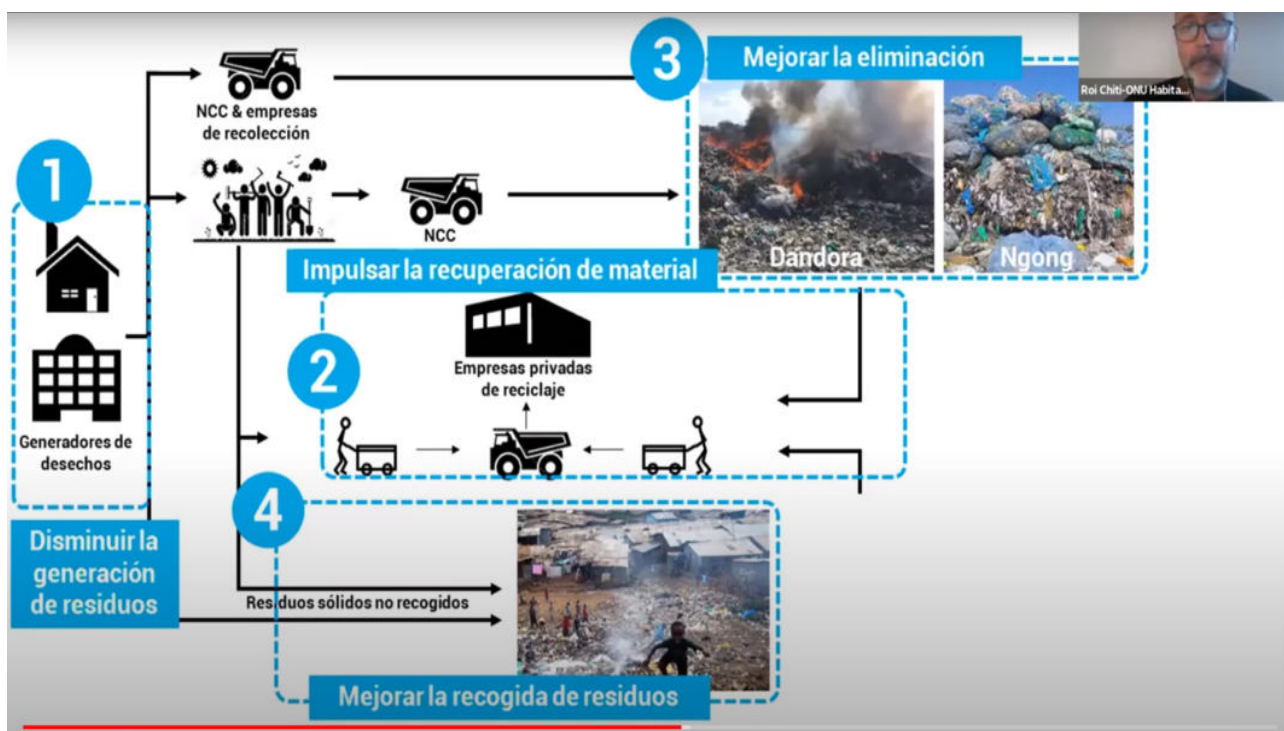 NCC & empresas
de recolección
3
Mejorar la eliminación
Roi Chiti-ONU Habita...
1
NCC
Dandora
Ngong
Impulsar la recuperación de material
2
Empresas privadas
de reciclaje
Generadores de
desechos
4
Disminuir la
generación
de residuos
Residuos sólidos no recogidos
Mejorar la recogida de residuos